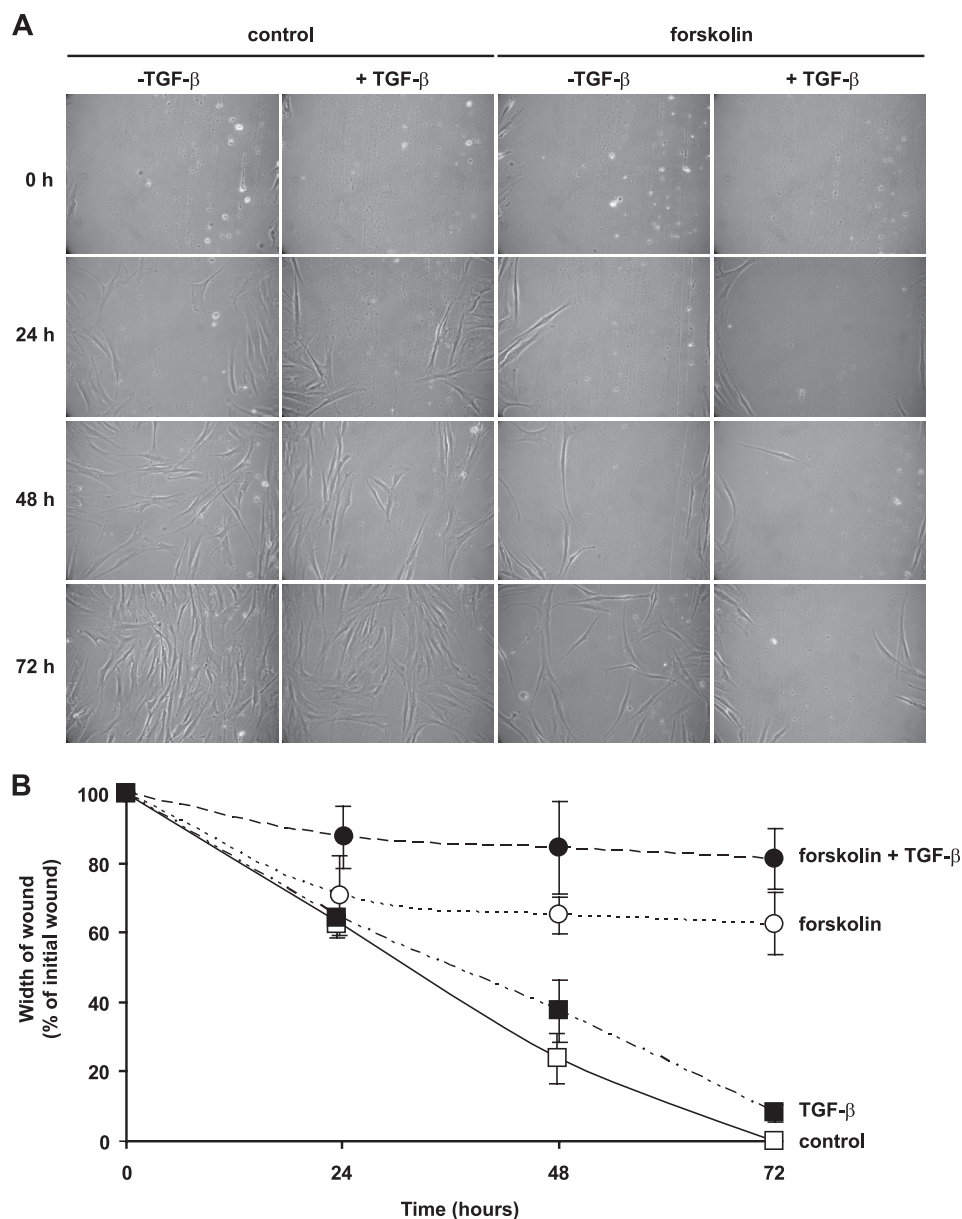 A
control
forskolin
-TGF-β
+ TGF-β
-TGF-β
+ TGF-β
0 h
24 h
48 h
72 h
B
Width of wound
(% of initial wound)
100
80
60
40
20
0
0
24
48
72
Time (hours)
forskolin + TGF-β
forskolin
TGF-β
control